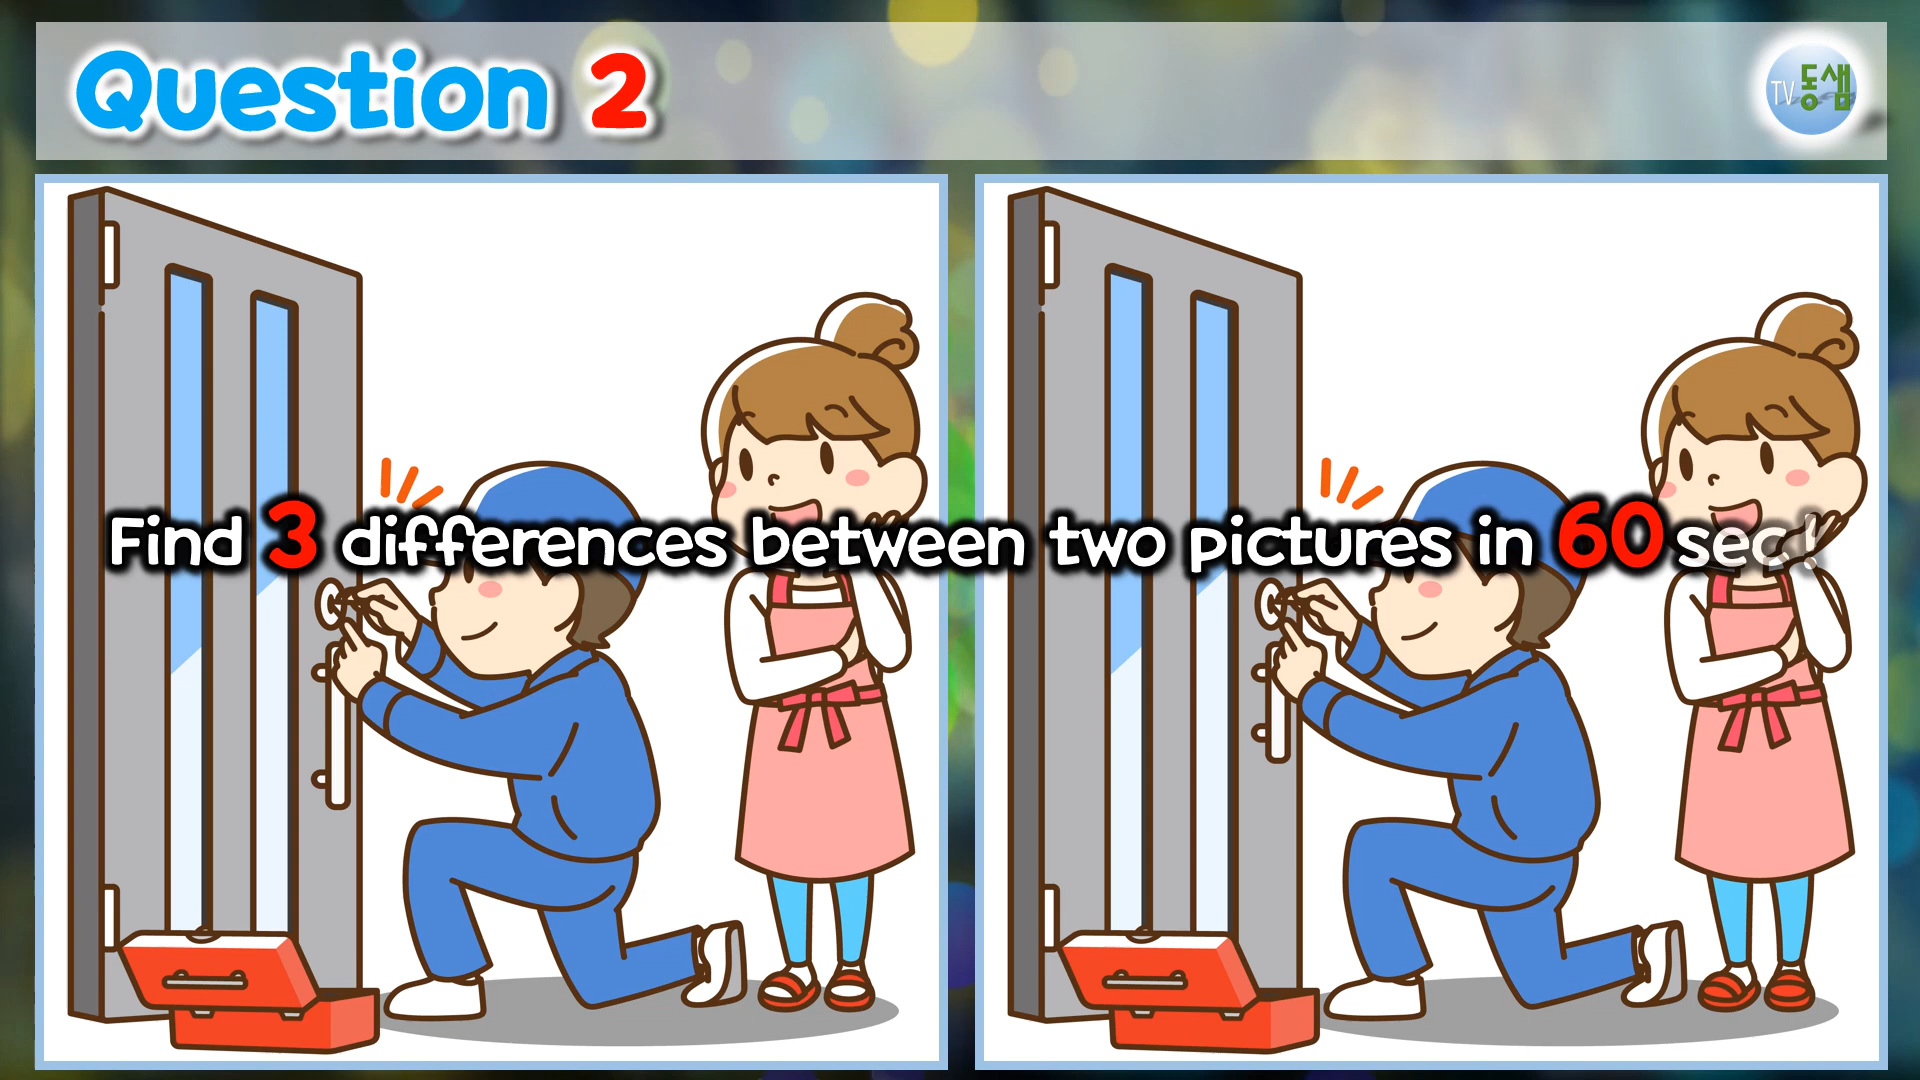 Question 2
TV동샘
Find 3 differences between two pictures in 60 sec!